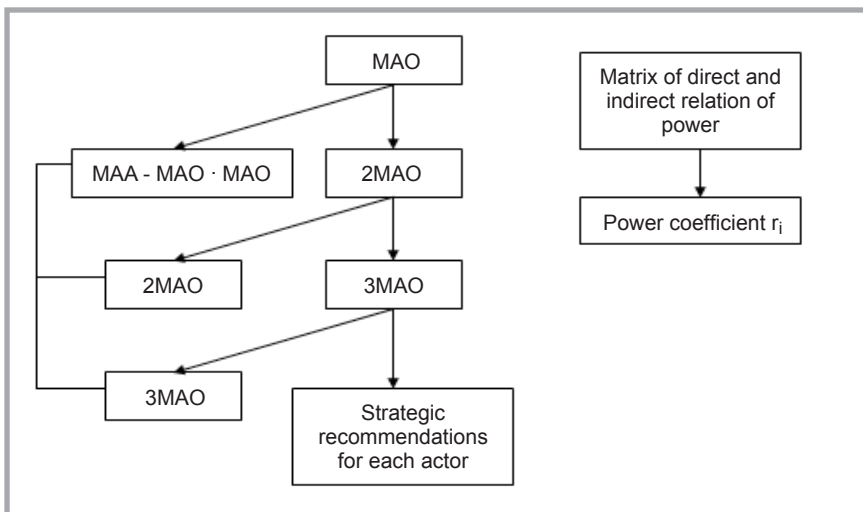 MAO
Matrix of direct and
indirect relation of
power
MAA - MAO · MAO
2MAO
Power coefficient rᵢ
2MAO
3MAO
3MAO
Strategic
recommendations
for each actor